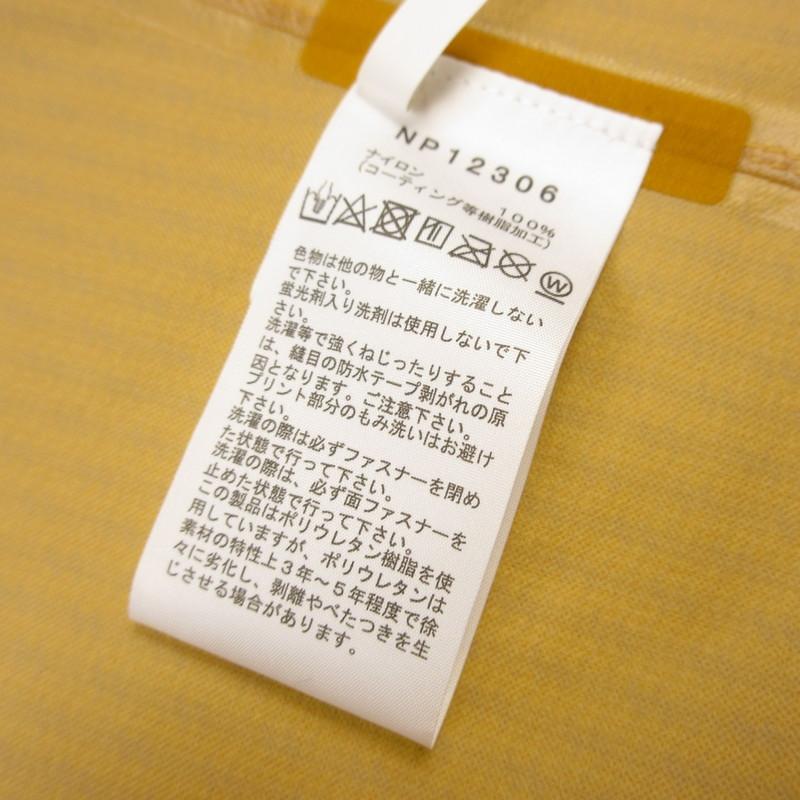 NP12306
ナイロン 100%
(コーティング等樹脂加工)
W
色物は他の物と一緒に洗濯しない
で下さい。
蛍光剤入り洗剤は使用しないで下
さい。
洗濯等で強くねじったりすること
は、縫目の防水テープ剥がれの原
因となります。ご注意下さい。
プリント部分のもみ洗いはお避け
下さい。
洗濯の際は必ずファスナーを閉め
た状態で行って下さい。
洗濯の際は、必ず面ファスナーを
止めた状態で行って下さい。
この製品はポリウレタン樹脂を使
用していますが、ポリウレタンは
素材の特性上3年~5年程度で徐
々に劣化し、剥離やべたつきを生
じさせる場合があります。